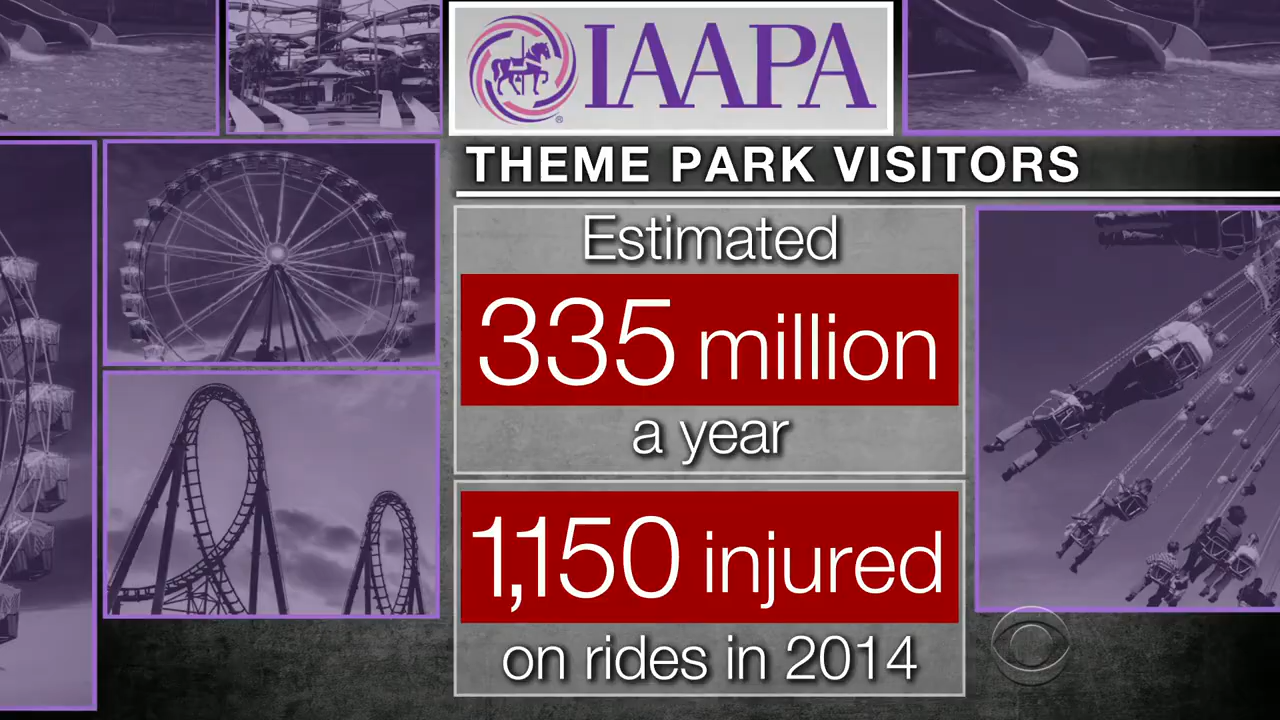 IAAPA
®
THEME PARK VISITORS
Estimated
335 million
a year
1,150 injured
on rides in 2014